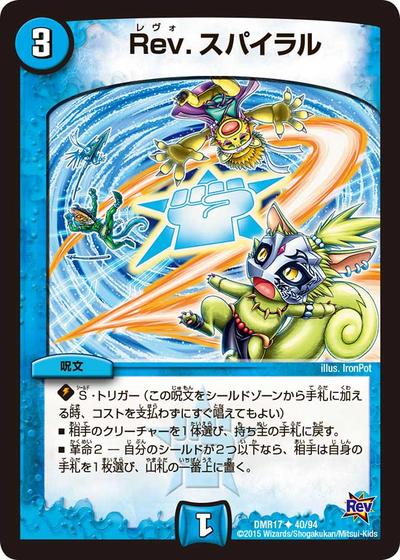 3
レヴォ
Rev. スパイラル
illus. IronPot
呪文
じゅもん
S・トリガー (この呪文をシールドゾーンから手札に加え
る時、コストを支払わずにすぐ唱えてもよい)
■ 相手のクリーチャーを1体選び、持ち主の手札に戻す。
■ 革命2 ― 自分のシールドが2つ以下なら、相手は自身の
手札を1枚選び、山札の一番上に置く。
1
Rev
DMR17 ◆ 40/94
©2015 Wizards/Shogakukan/Mitsui-Kids